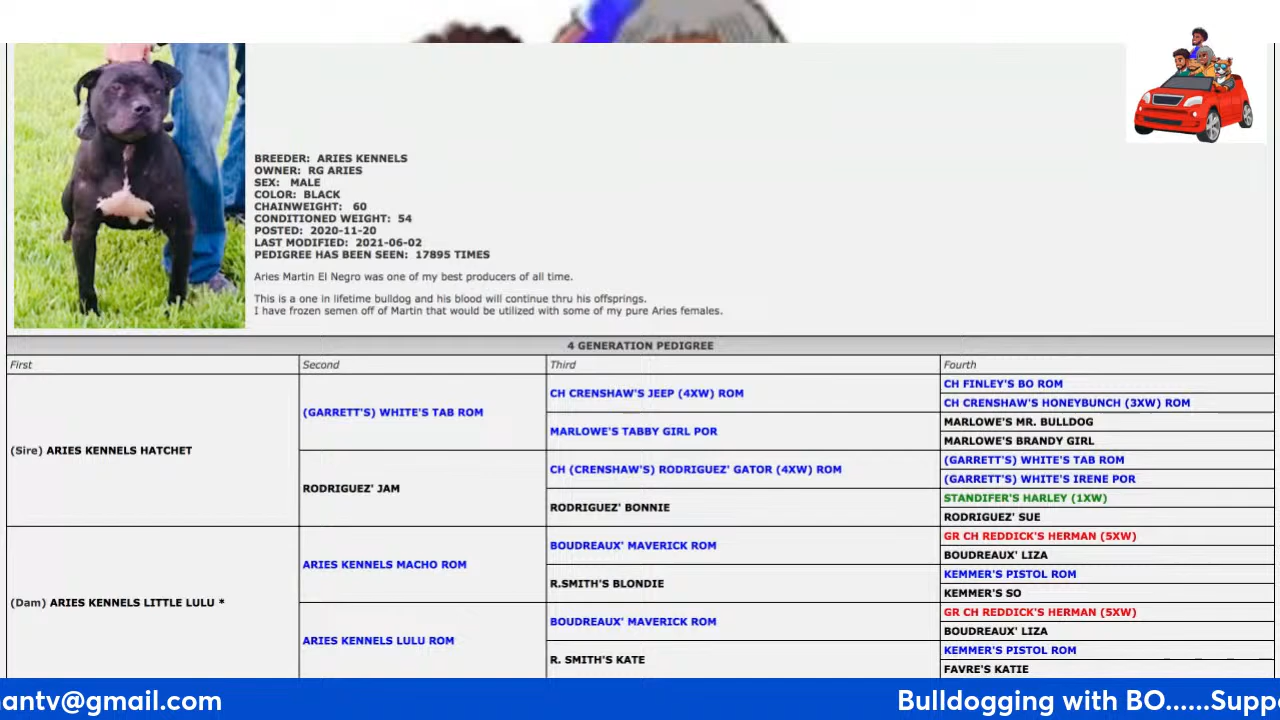 BREEDER: ARIES KENNELS
OWNER: RG ARIES
SEX: MALE
COLOR: BLACK
CHAINWEIGHT: 60
CONDITIONED WEIGHT: 54
POSTED: 2020-11-20
LAST MODIFIED: 2021-06-02
PEDIGREE HAS BEEN SEEN: 17895 TIMES
Aries Martin El Negro was one of my best producers of all time.
This is a one in lifetime bulldog and his blood will continue thru his offsprings.
I have frozen semen off of Martin that would be utilized with some of my pure Aries females.
4 GENERATION PEDIGREE
First Second Third Fourth
(Sire) ARIES KENNELS HATCHET
(GARRETT'S) WHITE'S TAB ROM
CH CRENSHAW'S JEEP (4XW) ROM
CH FINLEY'S BO ROM
CH CRENSHAW'S HONEYBUNCH (3XW) ROM
MARLOWE'S TABBY GIRL POR
MARLOWE'S MR. BULLDOG
MARLOWE'S BRANDY GIRL
RODRIGUEZ' JAM
CH (CRENSHAW'S) RODRIGUEZ' GATOR (4XW) ROM
(GARRETT'S) WHITE'S TAB ROM
(GARRETT'S) WHITE'S IRENE POR
RODRIGUEZ' BONNIE
STANDIFER'S HARLEY (1XW)
RODRIGUEZ' SUE
(Dam) ARIES KENNELS LITTLE LULU *
ARIES KENNELS MACHO ROM
BOUDREAUX' MAVERICK ROM
GR CH REDDICK'S HERMAN (5XW)
BOUDREAUX' LIZA
R.SMITH'S BLONDIE
KEMMER'S PISTOL ROM
KEMMER'S SO
ARIES KENNELS LULU ROM
BOUDREAUX' MAVERICK ROM
GR CH REDDICK'S HERMAN (5XW)
BOUDREAUX' LIZA
R. SMITH'S KATE
KEMMER'S PISTOL ROM
FAVRE'S KATIE
antv@gmail.com Bulldogging with BO......Supp